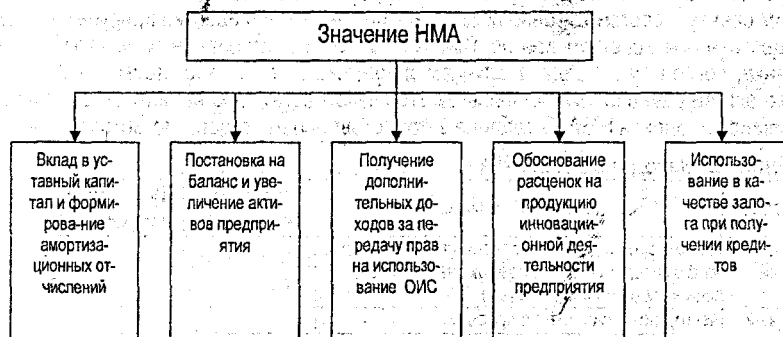 Значение НМА
Вклад в ус-
тавный капи-
тал и форми-
рова-ние
амортиза-
ционных от-
числений
Постановка на
Баланс и уве-
личение акти-
вов предпри-
ятия
Получение
дополни-
тельных до-
ходов за пе-
редачу прав
на использо-
вание ОИС
Обоснование
расценок на
продукцию
инноваци-
онной дея-
тельности
предприятия
Использо-
вание в ка-
честве зало-
га при полу-
чении креди-
тов